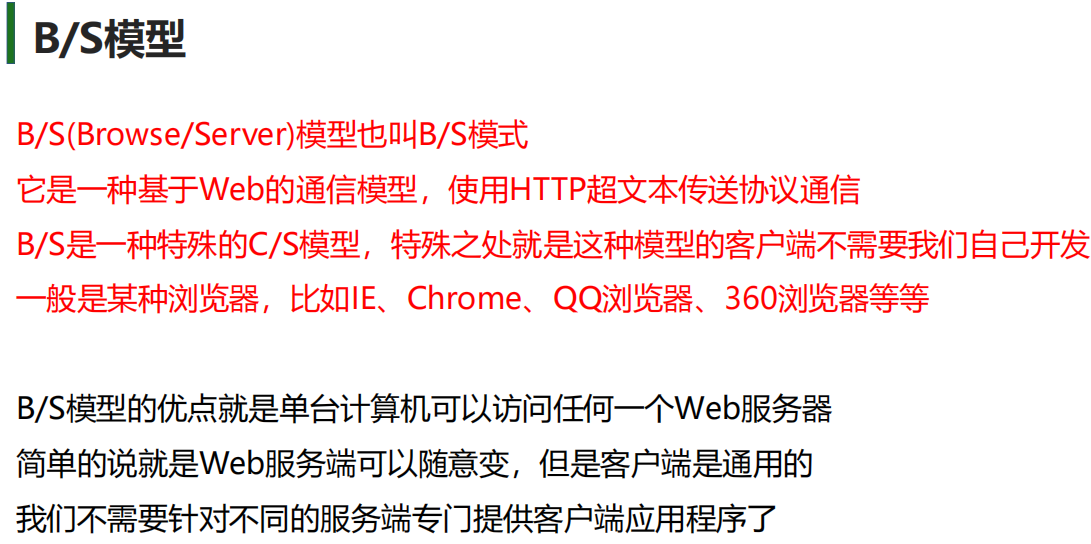 B/S模型
B/S(Browse/Server)模型也叫B/S模式
它是一种基于Web的通信模型，使用HTTP超文本传送协议通信
B/S是一种特殊的C/S模型，特殊之处就是这种模型的客户端不需要我们自己开发
一般是某种浏览器，比如IE、Chrome、QQ浏览器、360浏览器等等
B/S模型的优点就是单台计算机可以访问任何一个Web服务器
简单的说就是Web服务端可以随意变，但是客户端是通用的
我们不需要针对不同的服务端专门提供客户端应用程序了